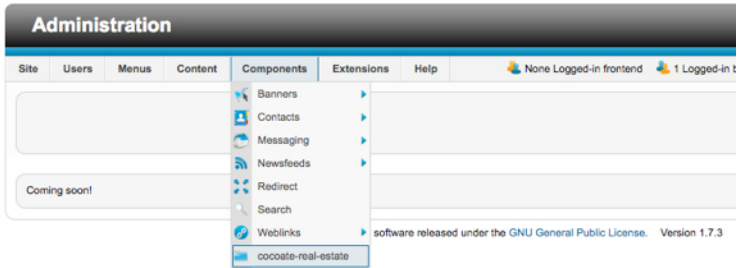 Administration
Site Users Menus Content Components Extensions Help None Logged-in frontend 1 Logged-in b
Banners
Contacts
Messaging
Newsfeeds
Redirect
Coming soon!
Search
Weblinks software released under the GNU General Public License. Version 1.7.3
cocoate-real-estate